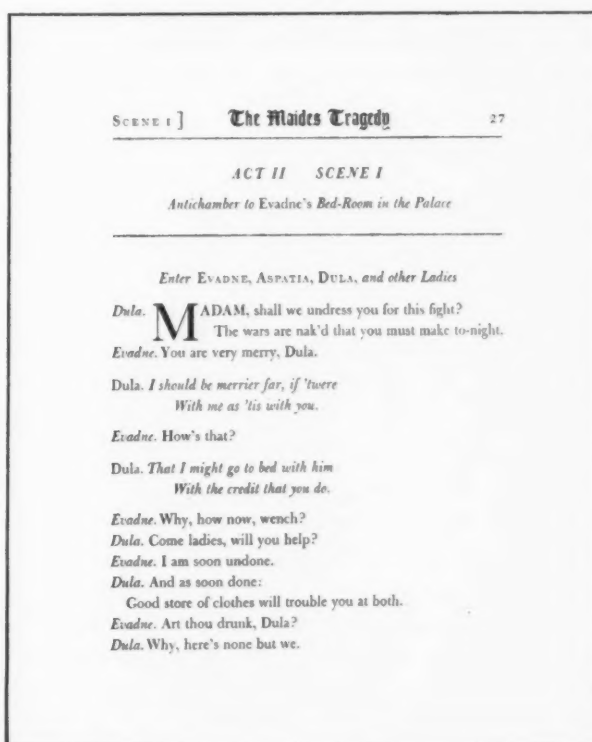 SCENE I ] The Maides Tragedy 27
ACT II SCENE I
Antichamber to Evadne's Bed-Room in the Palace
Enter EVADNE, ASPATIA, DULA, and other Ladies
Dula. MADAM, shall we undress you for this fight?
The wars are nak'd that you must make to-night.
Evadne. You are very merry, Dula.
Dula. I should be merrier far, if 'twere
With me as 'tis with you.
Evadne. How's that?
Dula. That I might go to bed with him
With the credit that you do.
Evadne. Why, how now, wench?
Dula. Come ladies, will you help?
Evadne. I am soon undone.
Dula. And as soon done:
Good store of clothes will trouble you at both.
Evadne. Art thou drunk, Dula?
Dula. Why, here's none but we.